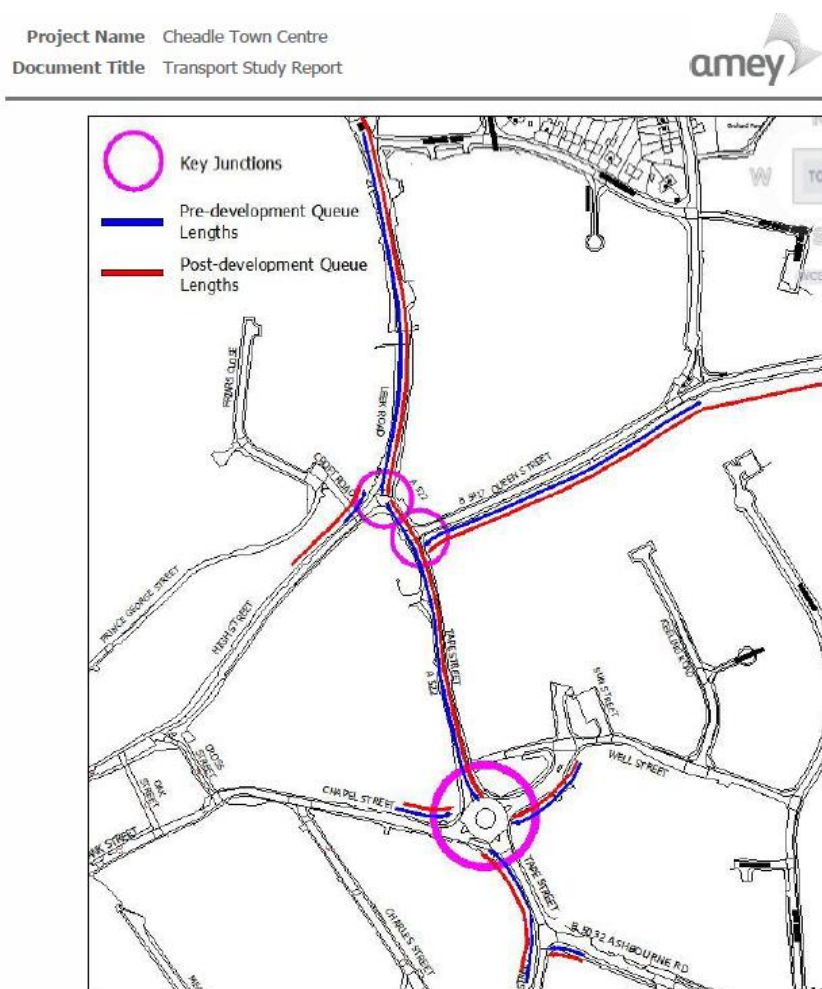 Project Name Cheadle Town Centre
Document Title Transport Study Report
amey
Key Junctions
Pre-development Queue
Lengths
Post-development Queue
Lengths
W
FRIARS CLOSE
LEEK ROAD
CROSS ROAD
A 522
B 5417 QUEEN STREET
PRINCE GEORGE STREET
HIGH STREET
TAPE STREET
A 522
WELL STREET
CROSS
STREET
CHAPEL STREET
TAPE STREET
CHARLES STREET
B 5032 ASHBOURNE RD